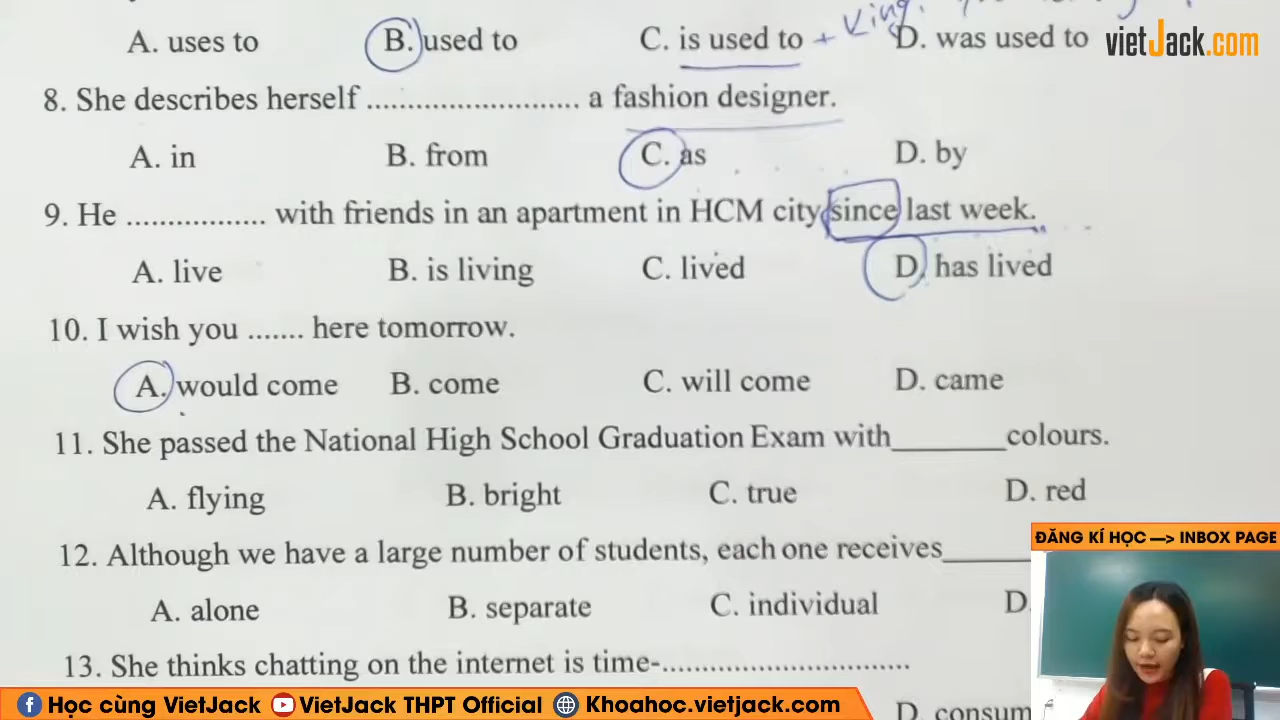 A. uses to B. used to C. is used to + Ving. D. was used to
vietJack.com
8. She describes herself .......................... a fashion designer.
A. in B. from C. as D. by
9. He ................. with friends in an apartment in HCM city since last week.
A. live B. is living C. lived D. has lived
10. I wish you ....... here tomorrow.
A. would come B. come C. will come D. came
11. She passed the National High School Graduation Exam with_______colours.
A. flying B. bright C. true D. red
12. Although we have a large number of students, each one receives______
A. alone B. separate C. individual D.
13. She thinks chatting on the internet is time-..............................
D. consum
ĐĂNG KÍ HỌC —> INBOX PAGE
Học cùng VietJack VietJack THPT Official Khoahoc.vietjack.com